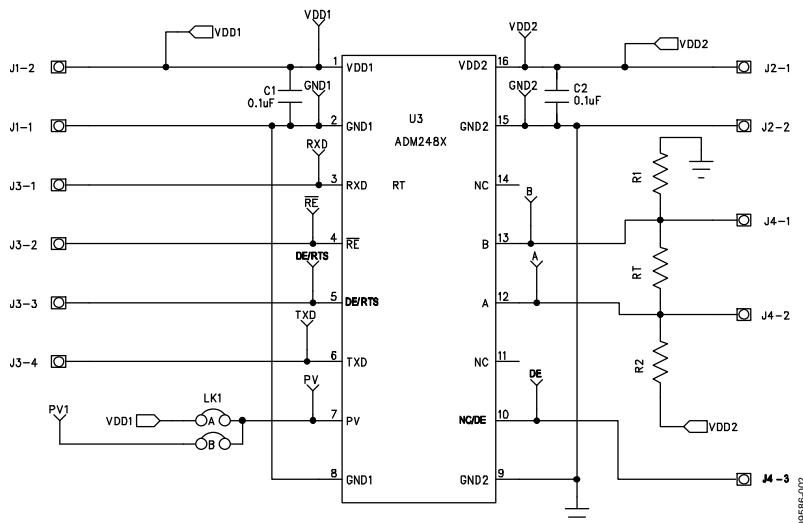 VDD1 VDD2
VDD1 VDD2
J1-2 1 VDD1 VDD2 16 J2-1
C1 GND1 GND2 C2
0.1uF 0.1uF
U3
J1-1 2 GND1 GND2 15 J2-2
ADM248X
RXD
J3-1 3 RXD RT NC 14 R1
RE B
J4-1
J3-2 4 RE B 13
DE/RTS A RT
J3-3 5 DE/RTS A 12
TXD J4-2
J3-4 6 TXD NC 11
R2
PV DE
LK1
PV1 VDD1 A 7 PV NC/DE 10 VDD2
B
8 GND1 GND2 9 J4-3
09586-002